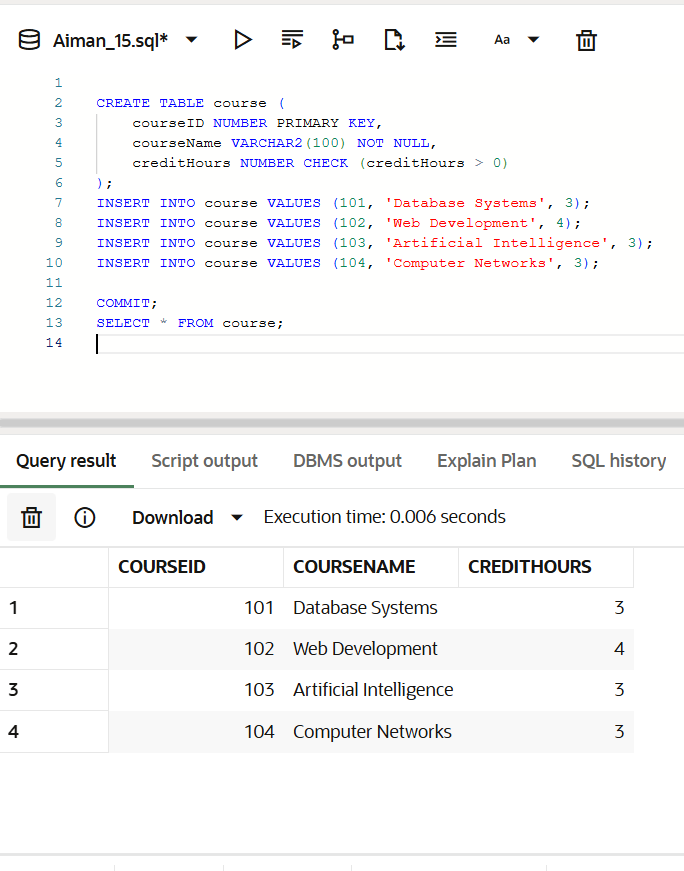 Aiman_15.sql* Aa
1
2 CREATE TABLE course (
3 courseID NUMBER PRIMARY KEY,
4 courseName VARCHAR2(100) NOT NULL,
5 creditHours NUMBER CHECK (creditHours > 0)
6 );
7 INSERT INTO course VALUES (101, 'Database Systems', 3);
8 INSERT INTO course VALUES (102, 'Web Development', 4);
9 INSERT INTO course VALUES (103, 'Artificial Intelligence', 3);
10 INSERT INTO course VALUES (104, 'Computer Networks', 3);
11
12 COMMIT;
13 SELECT * FROM course;
14
Query result Script output DBMS output Explain Plan SQL history
Download Execution time: 0.006 seconds
COURSEID COURSENAME CREDITHOURS
1 101 Database Systems 3
2 102 Web Development 4
3 103 Artificial Intelligence 3
4 104 Computer Networks 3